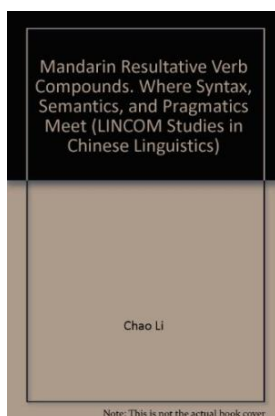 Mandarin Resultative Verb
Compounds. Where Syntax,
Semantics, and Pragmatics
Meet (LINCOM Studies in
Chinese Linguistics)
Chao Li
Note: This is not the actual book cover